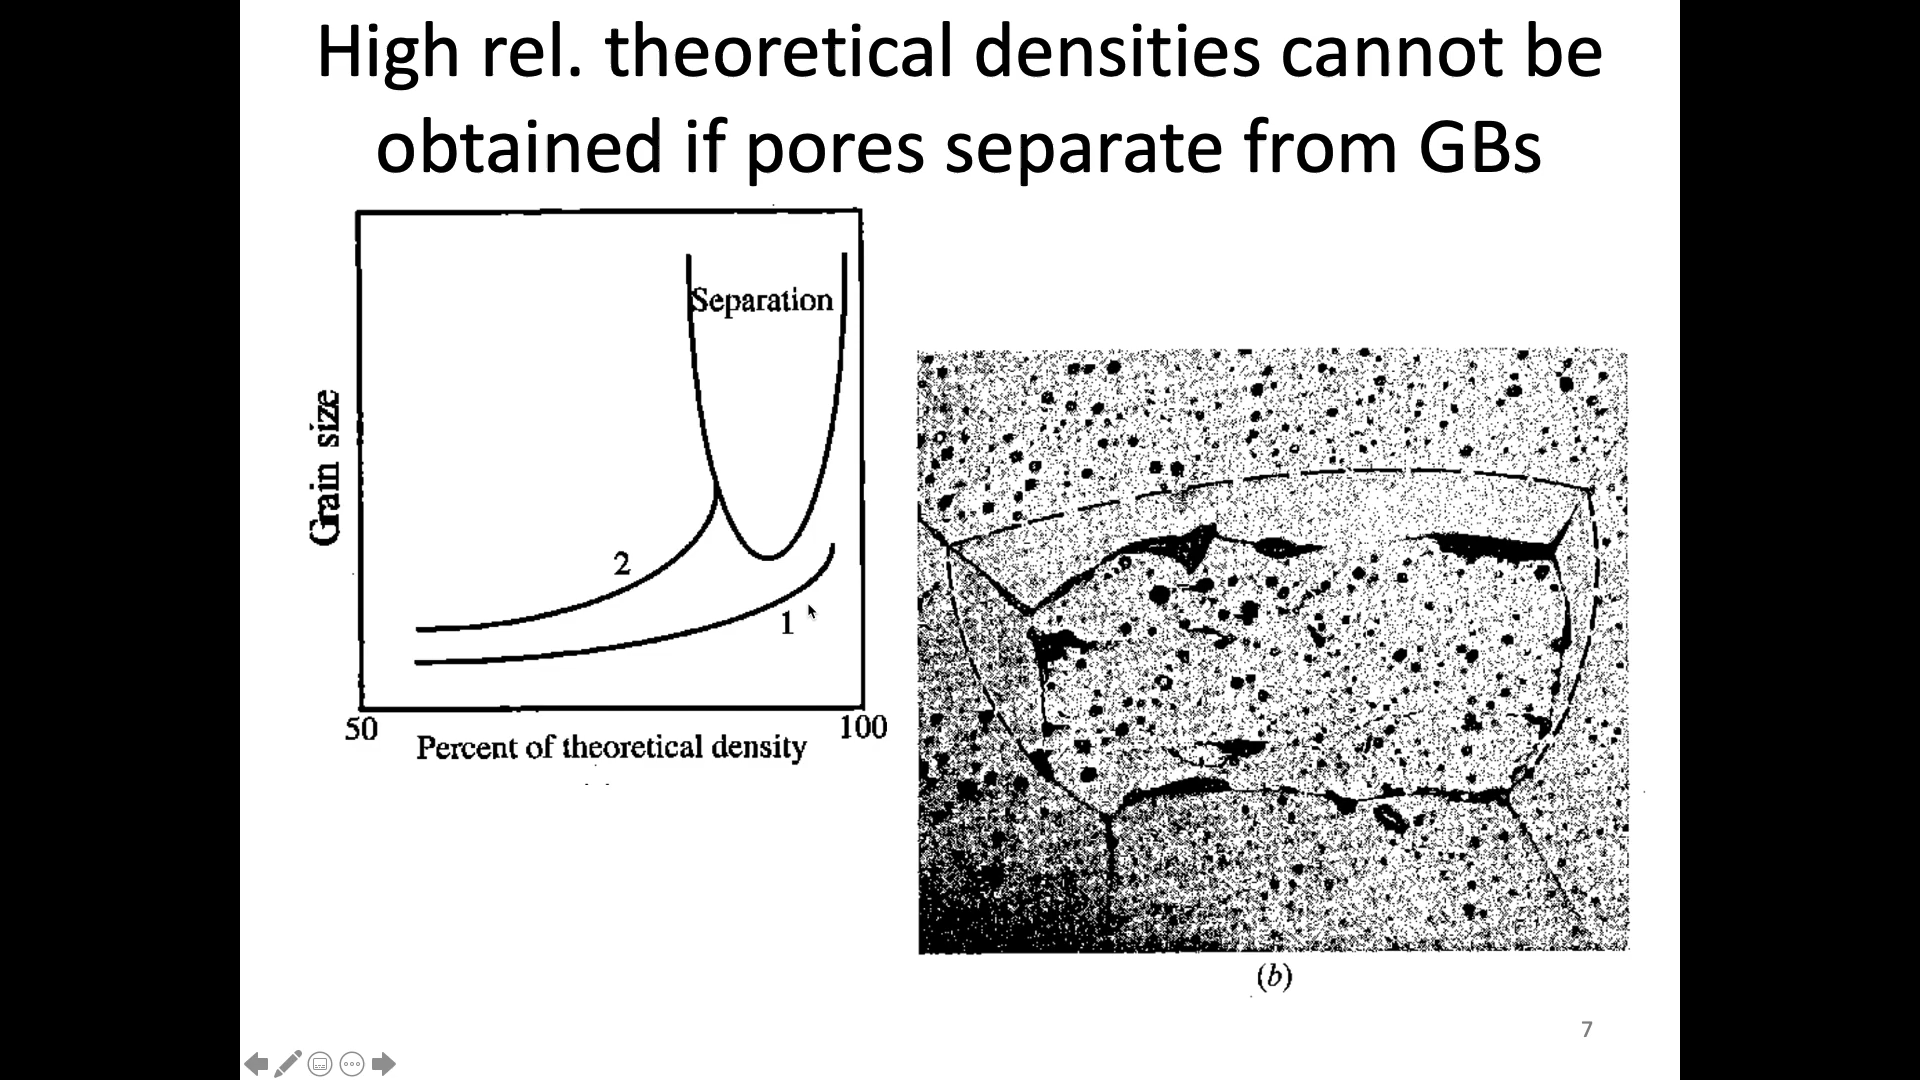 High rel. theoretical densities cannot be
obtained if pores separate from GBs
Separation
Grain size
2
1
50
100
Percent of theoretical density
(b)
7